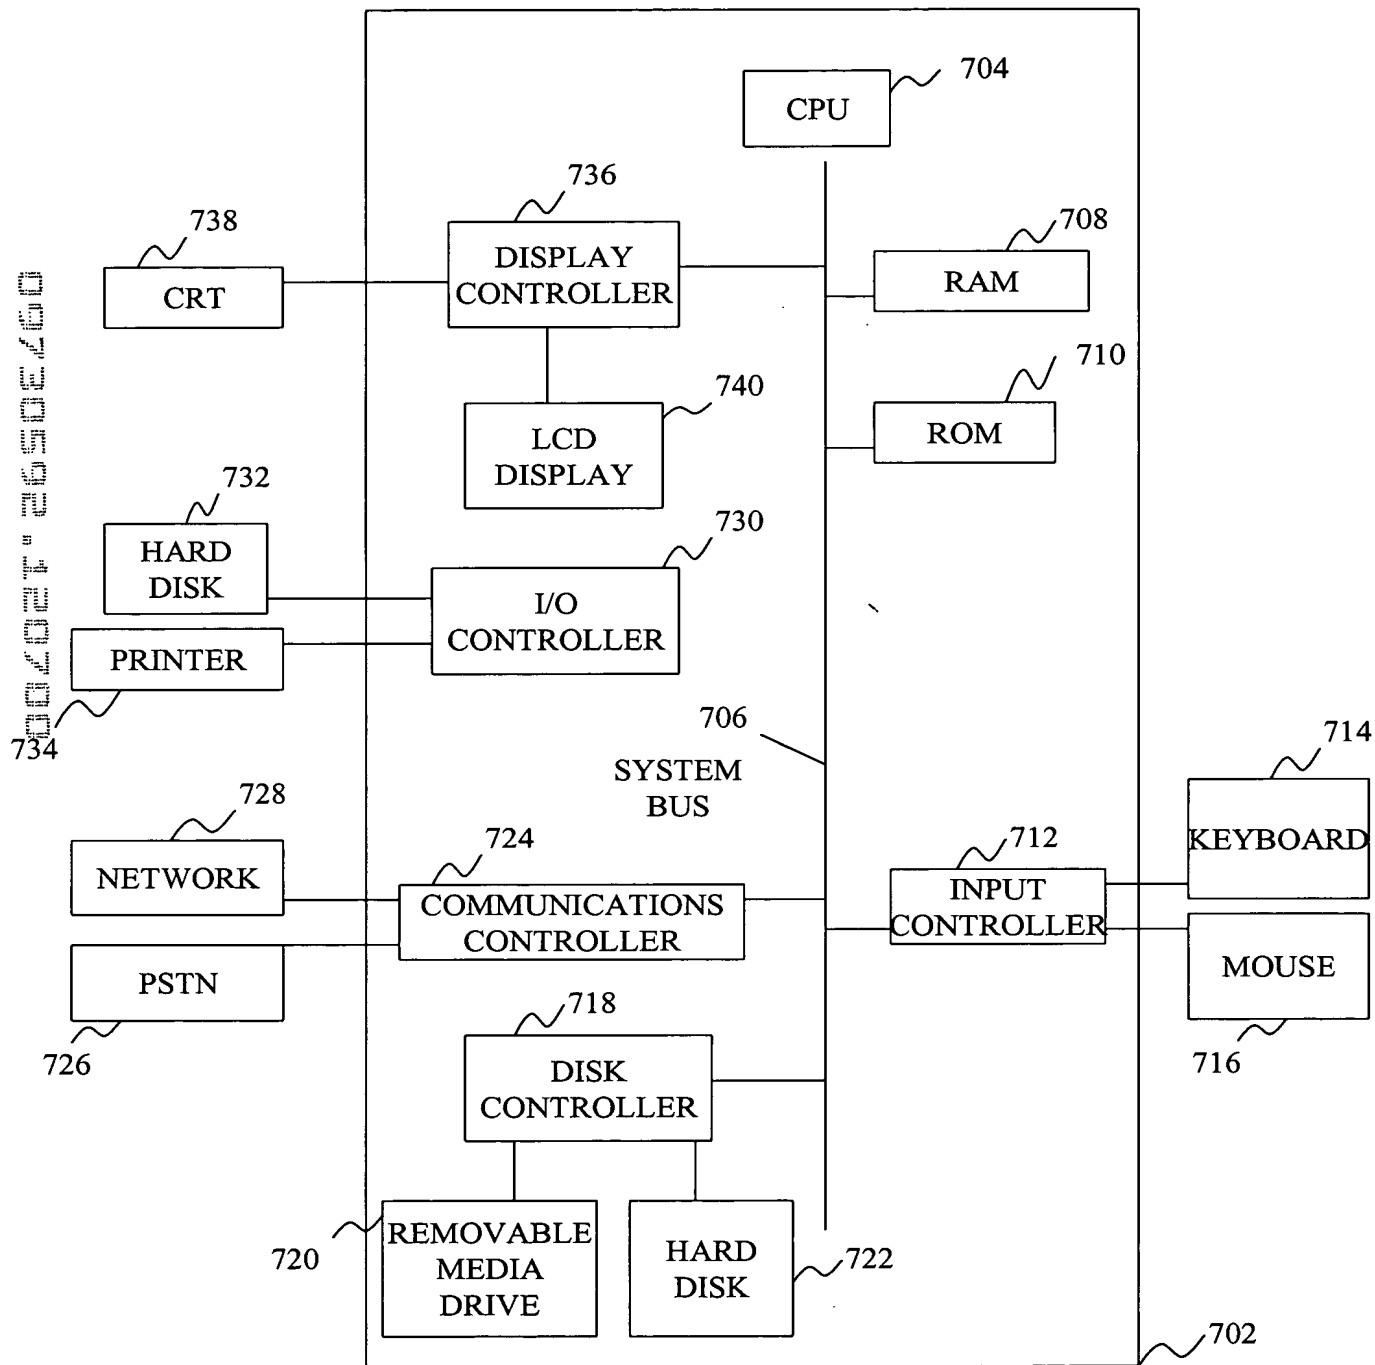 704
CPU
736
738
708
DISPLAY
CONTROLLER
RAM
CRT
710
740
LCD
DISPLAY
ROM
732
730
HARD
DISK
I/O
CONTROLLER
PRINTER
734
706
714
SYSTEM
BUS
728
724
712
KEYBOARD
NETWORK
COMMUNICATIONS
CONTROLLER
INPUT
CONTROLLER
PSTN
MOUSE
726
718
716
DISK
CONTROLLER
720
REMOVABLE
MEDIA
DRIVE
HARD
DISK
722
702
09730592.120700